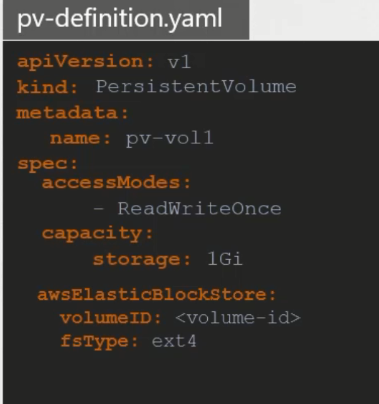 pv-definition.yaml
apiVersion: v1
kind: PersistentVolume
metadata:
name: pv-vol1
spec:
accessModes:
- ReadWriteOnce
capacity:
storage: 1Gi
awsElasticBlockStore:
volumeID: <volume-id>
fsType: ext4